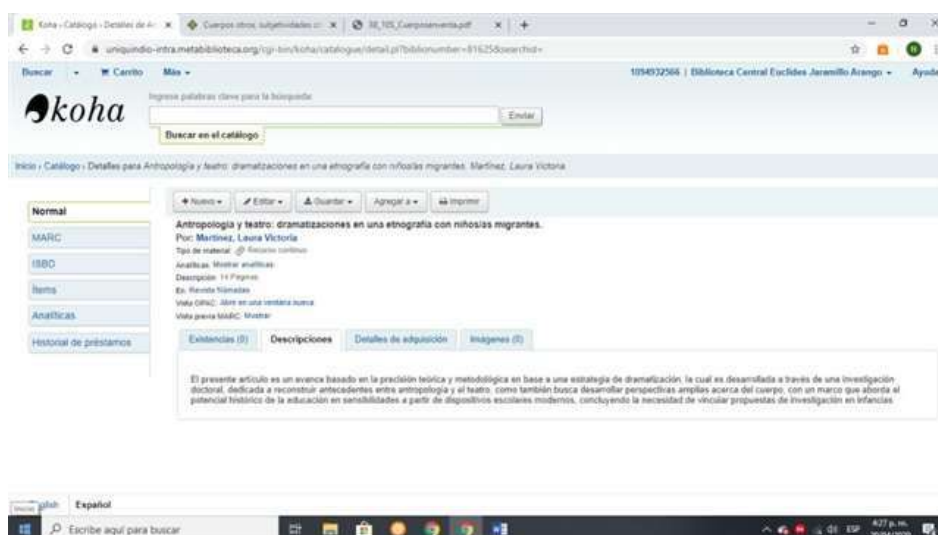 Koha › Catálogo › Detalles de
Cuerpos otros, subjetividades
uniquindio-intra.metabiblioteca.org/cgi-bin/koha/catalogue/detail.pl?biblionumber=81625&searchid=
Buscar Carrito Más 1094932566 | Biblioteca Central Euclides Jaramillo Arango Ayuda
koha
Ingrese palabras clave para la búsqueda:
Enviar
Buscar en el catálogo
Inicio › Catálogo › Detalles para Antropología y teatro: dramatizaciones en una etnografía con niños/as migrantes. Martínez, Laura Victoria
Normal
MARC
ISBD
Ítems
Analíticas
Historial de préstamos
Nuevo Editar Guardar Agregar a Imprimir
Antropología y teatro: dramatizaciones en una etnografía con niños/as migrantes.
Por: Martínez, Laura Victoria
Tipo de material: Recurso continuo
Analíticas: Mostrar analíticas
Descripción: 14 Páginas
En: Revista Nómadas
Vista OPAC: Abrir en una ventana nueva
Vista previa MARC: Mostrar
Existencias (0) Descripciones Detalles de adquisición Imágenes (0)
El presente artículo es un avance basado en la precisión teórica y metodológica en base a una estrategia de dramatización, la cual es desarrollada a través de una investigación
doctoral, dedicada a reconstruir antecedentes entre antropología y el teatro, como también busca desarrollar perspectivas amplias acerca del cuerpo, con un marco que aborda el
potencial histórico de la educación en sensibilidades a partir de dispositivos escolares modernos, concluyendo la necesidad de vincular propuestas de investigación en infancias
Español
Escribe aquí para buscar
ESP
4:27 p. m.